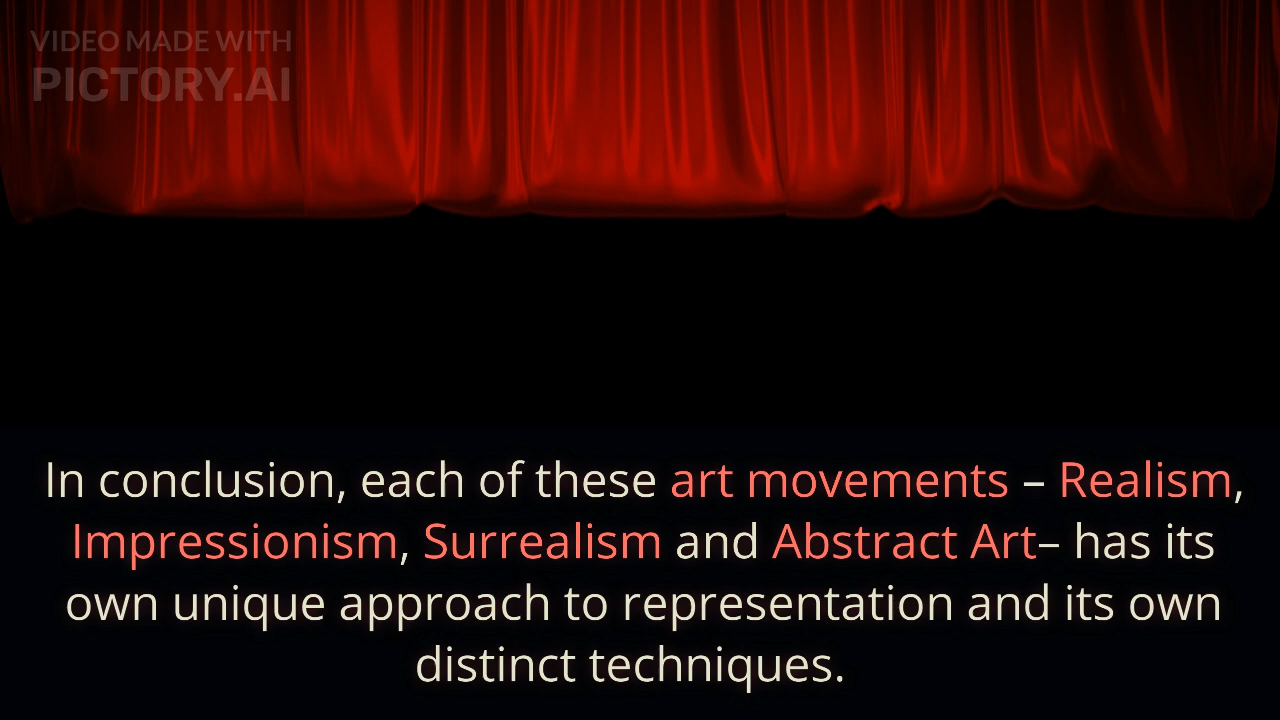 VIDEO MADE WITH
PICTORY.AI
In conclusion, each of these art movements – Realism,
Impressionism, Surrealism and Abstract Art– has its
own unique approach to representation and its own
distinct techniques.